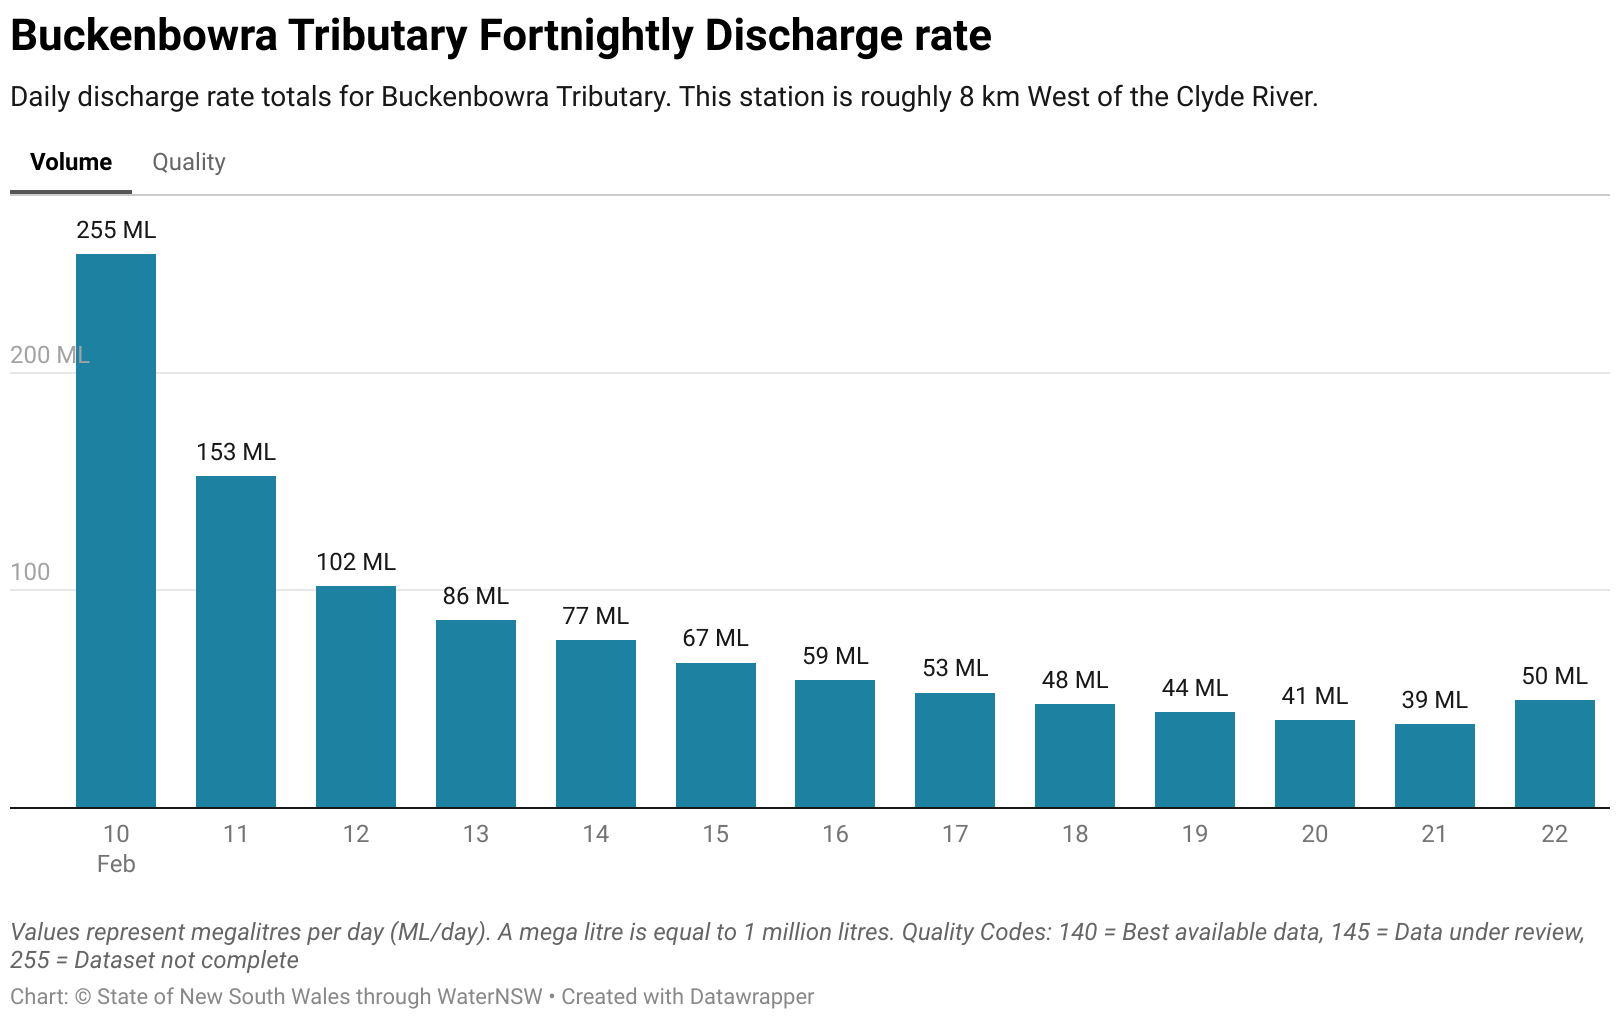 Buckenbowra Tributary Fortnightly Discharge rate
Daily discharge rate totals for Buckenbowra Tributary. This station is roughly 8 km West of the Clyde River.
Volume Quality
255 ML
200 ML
153 ML
102 ML
100
86 ML
77 ML
67 ML
59 ML
53 ML
48 ML
44 ML
41 ML
39 ML
50 ML
10 11 12 13 14 15 16 17 18 19 20 21 22
Feb
Values represent megalitres per day (ML/day). A mega litre is equal to 1 million litres. Quality Codes: 140 = Best available data, 145 = Data under review,
255 = Dataset not complete
Chart: © State of New South Wales through WaterNSW • Created with Datawrapper